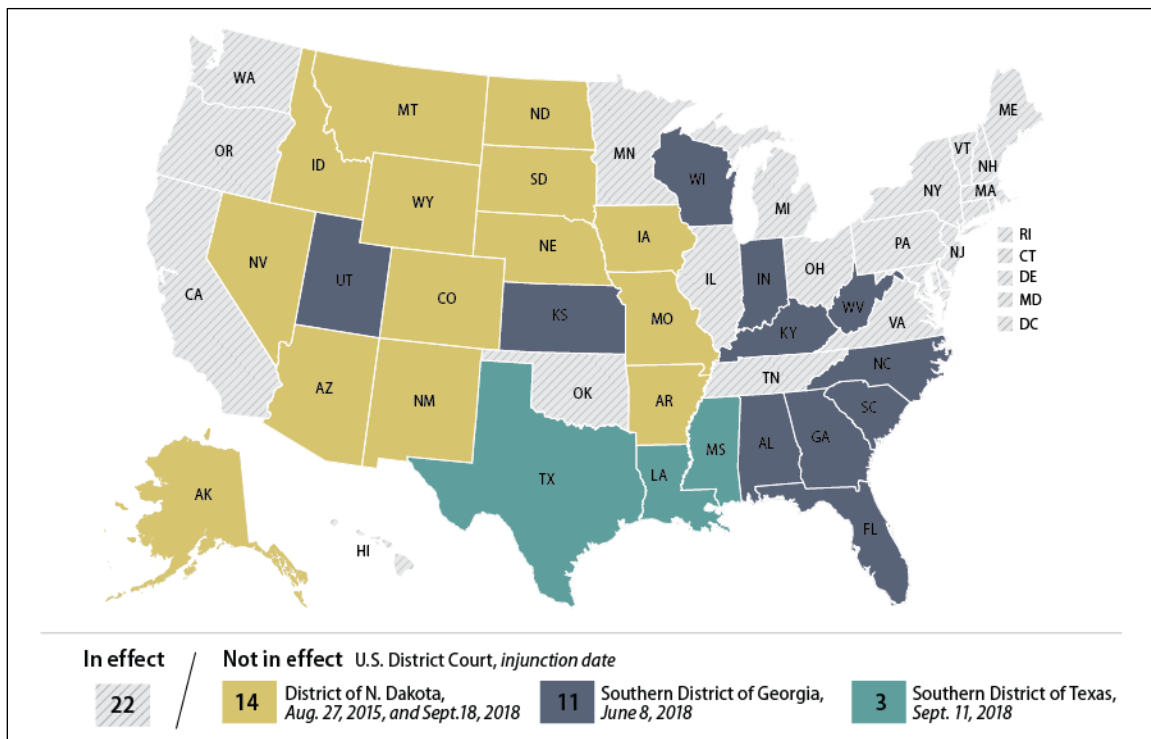 WA
MT
ND
ME
OR
ID
MN
VT
NH
SD
WI
NY
MA
WY
MI
IA
PA
RI
NE
NJ
CT
NV
IL
IN
OH
DE
UT
CO
WV
MD
CA
KS
MO
KY
VA
DC
NC
TN
AZ
NM
OK
AR
SC
MS
AL
GA
TX
LA
AK
FL
HI
In effect
22
Not in effect U.S. District Court, injunction date
14
District of N. Dakota,
Aug. 27, 2015, and Sept.18, 2018
11
Southern District of Georgia,
June 8, 2018
3
Southern District of Texas,
Sept. 11, 2018